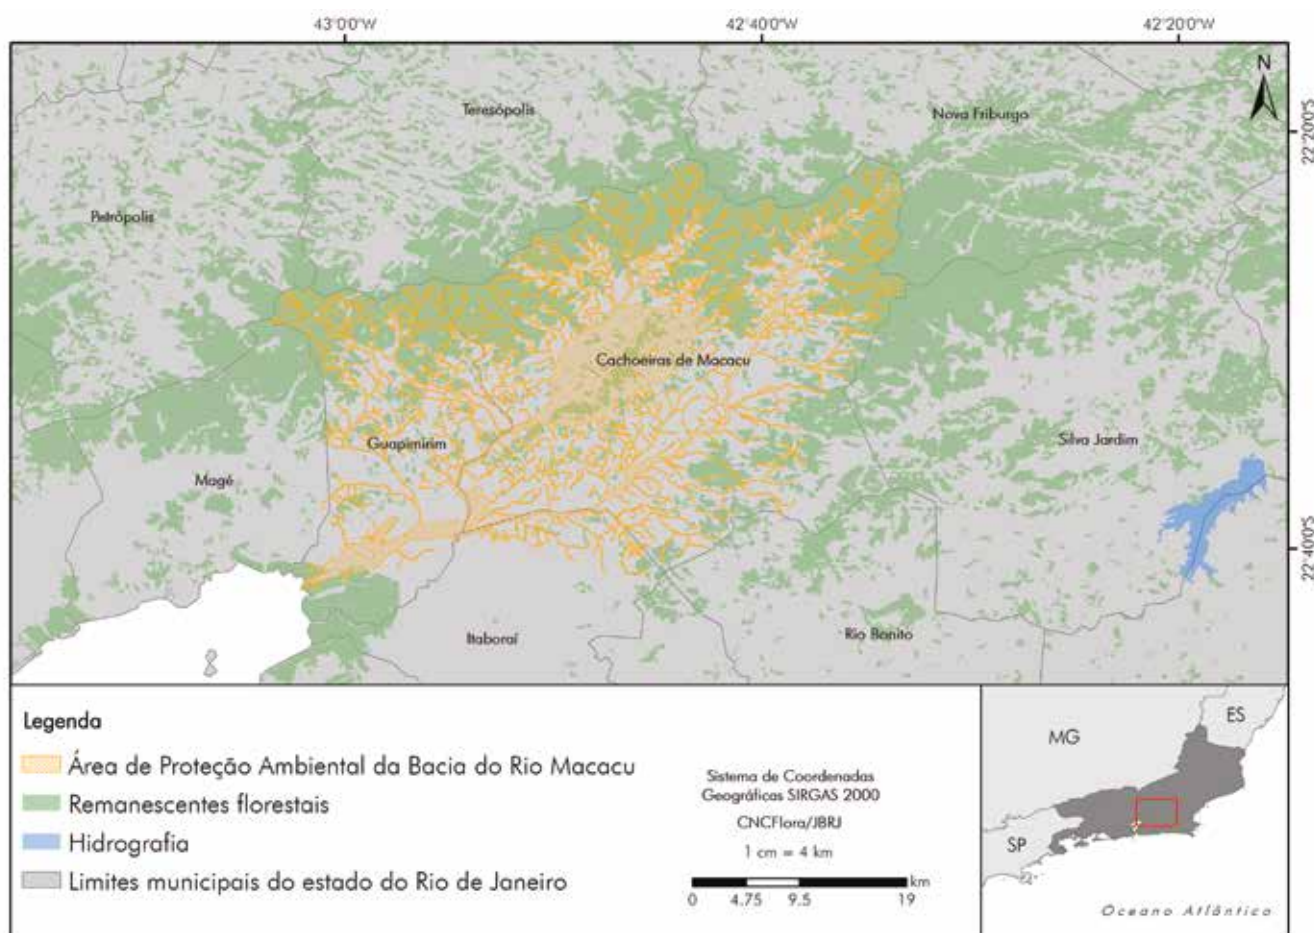 43°0'0"W
42°40'0"W
42°20'0"W
N
Teresópolis
Nova Friburgo
22°20'0"S
Petrópolis
Cachoeiras de Macacu
Guapimirim
Silva Jardim
Magé
22°40'0"S
Itaboraí
Rio Bonito
Legenda
Área de Proteção Ambiental da Bacia do Rio Macacu
Remanescentes florestais
Hidrografia
Limites municipais do estado do Rio de Janeiro
Sistema de Coordenadas
Geográficas SIRGAS 2000
CNCFlora/JBRJ
1 cm = 4 km
km
0 4.75 9.5 19
ES
MG
SP
Oceano Atlântico